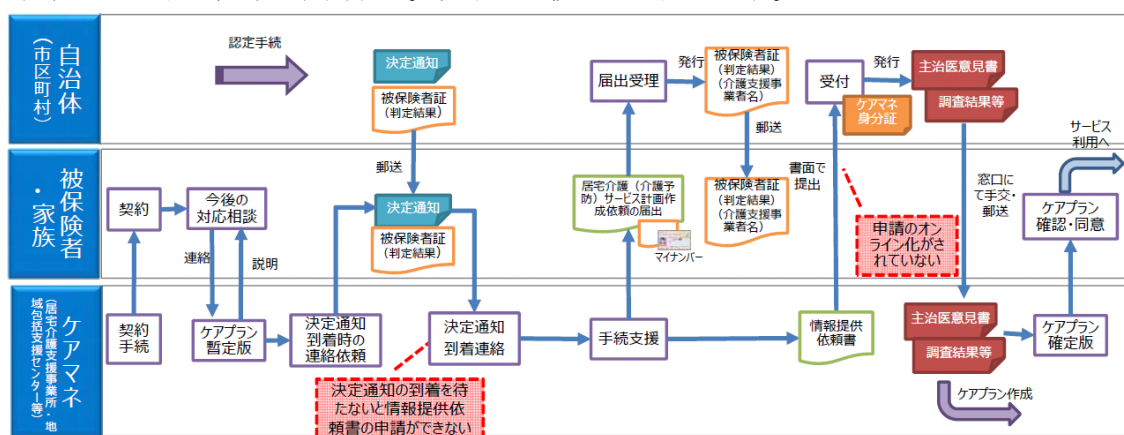 自治体
(市区町村)
認定手続
決定通知
被保険者証
(判定結果)
郵送
届出受理
発行
被保険者証
(判定結果)
(介護支援事
業者名)
郵送
受付
発行
ケアマネ
身分証
主治医意見書
調査結果等
被保険者
・家族
契約
今後の
対応相談
連絡
説明
決定通知
被保険者証
(判定結果)
居宅介護(介護予
防)サービス計画作
成依頼の届出
マイナンバー
被保険者証
(判定結果)
(介護支援事
業者名)
書面で
提出
申請のオン
ライン化がさ
れていない
窓口に
て手交・
郵送
サービス
利用へ
ケアプラン
確認・同意
ケアマネ
(居宅介護支援事業所・地
域包括支援センター等)
契約
手続
ケアプラン
暫定版
決定通知
到着時の
連絡依頼
決定通知
到着連絡
決定通知の到着を待
たないと情報提供依
頼書の申請ができない
手続支援
情報提供
依頼書
主治医意見書
調査結果等
ケアプラン
確定版
ケアプラン作成